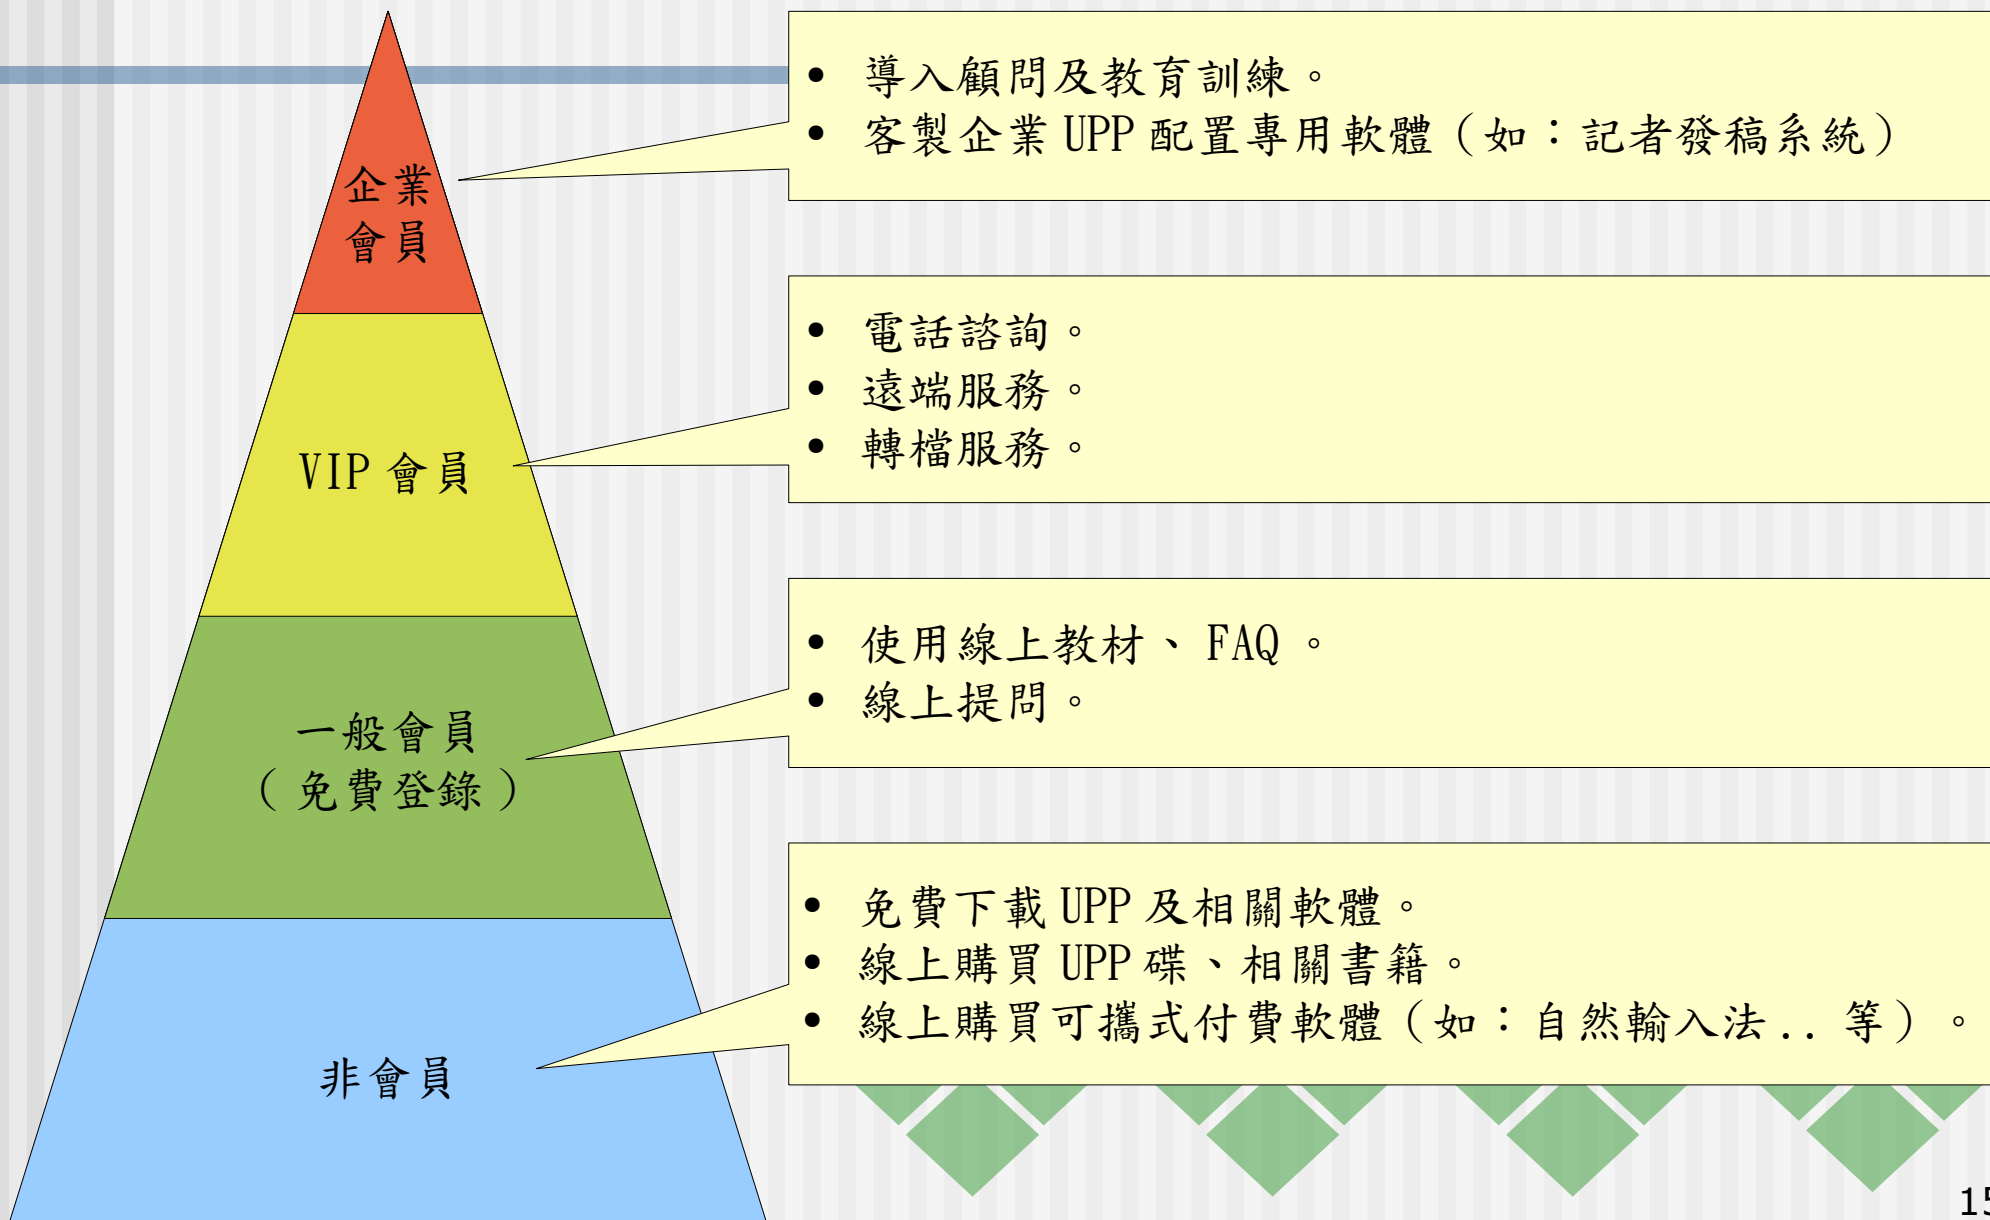 企業
會員
• 導入顧問及教育訓練。
• 客製企業 UPP 配置專用軟體（如：記者發稿系統）
VIP 會員
• 電話諮詢。
• 遠端服務。
• 轉檔服務。
一般會員
（免費登錄）
• 使用線上教材、 FAQ 。
• 線上提問。
非會員
• 免費下載 UPP 及相關軟體。
• 線上購買 UPP 碟、相關書籍。
• 線上購買可攜式付費軟體（如：自然輸入法 .. 等）。
15